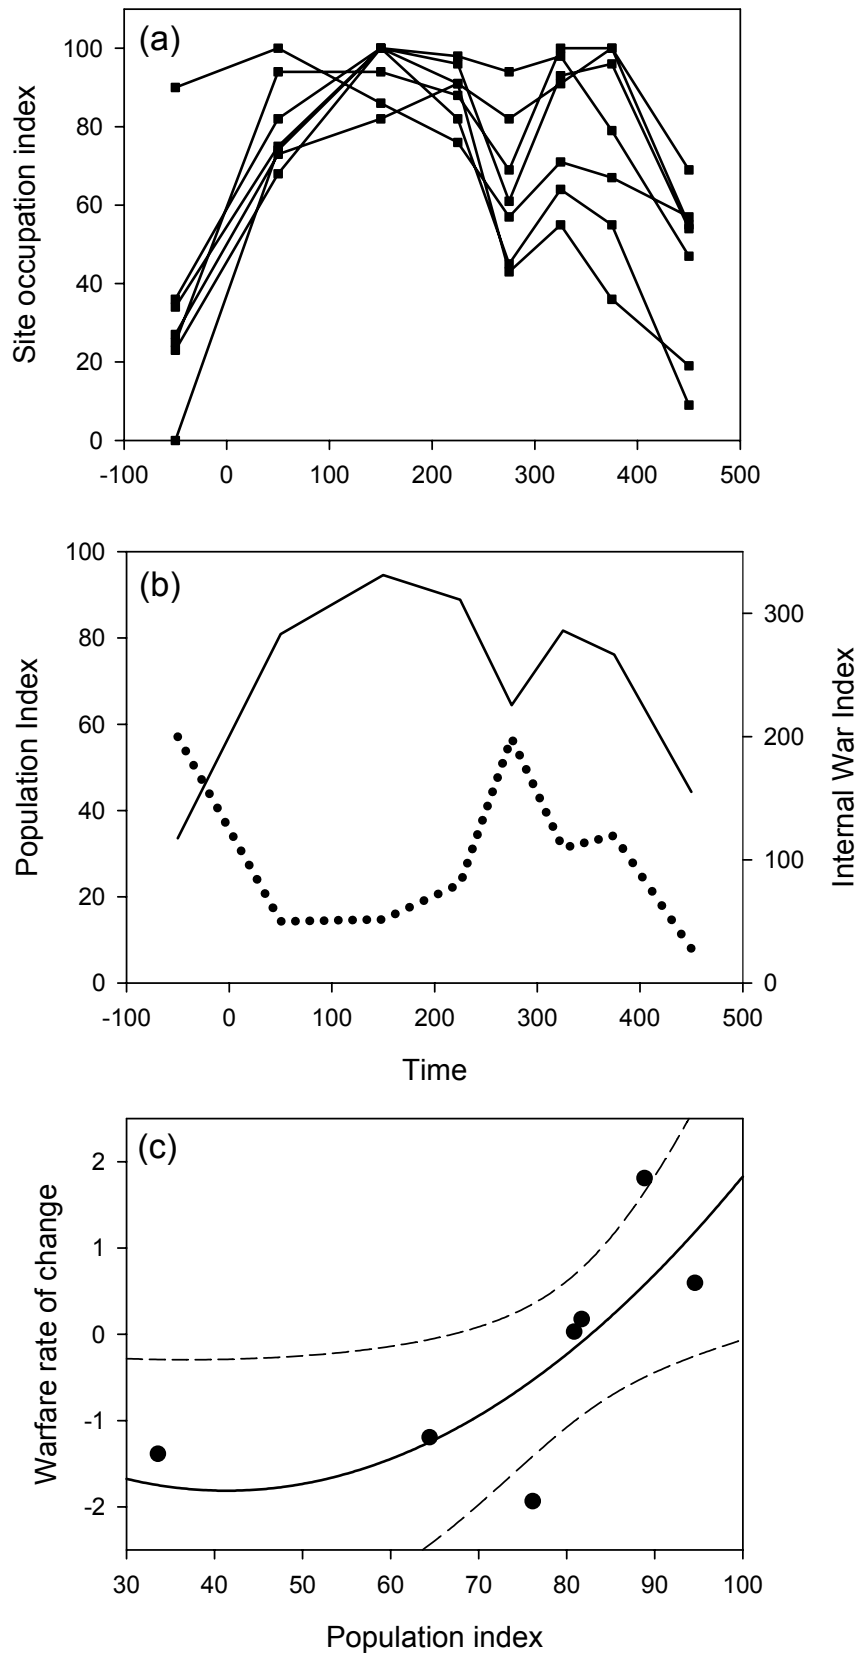 (a)
Site occupation index
100
80
60
40
20
0
-100 0 100 200 300 400 500
(b)
Population Index
100
80
60
40
20
0
Internal War Index
300
200
100
0
-100 0 100 200 300 400 500
Time
(c)
Warfare rate of change
2
1
0
-1
-2
30 40 50 60 70 80 90 100
Population index